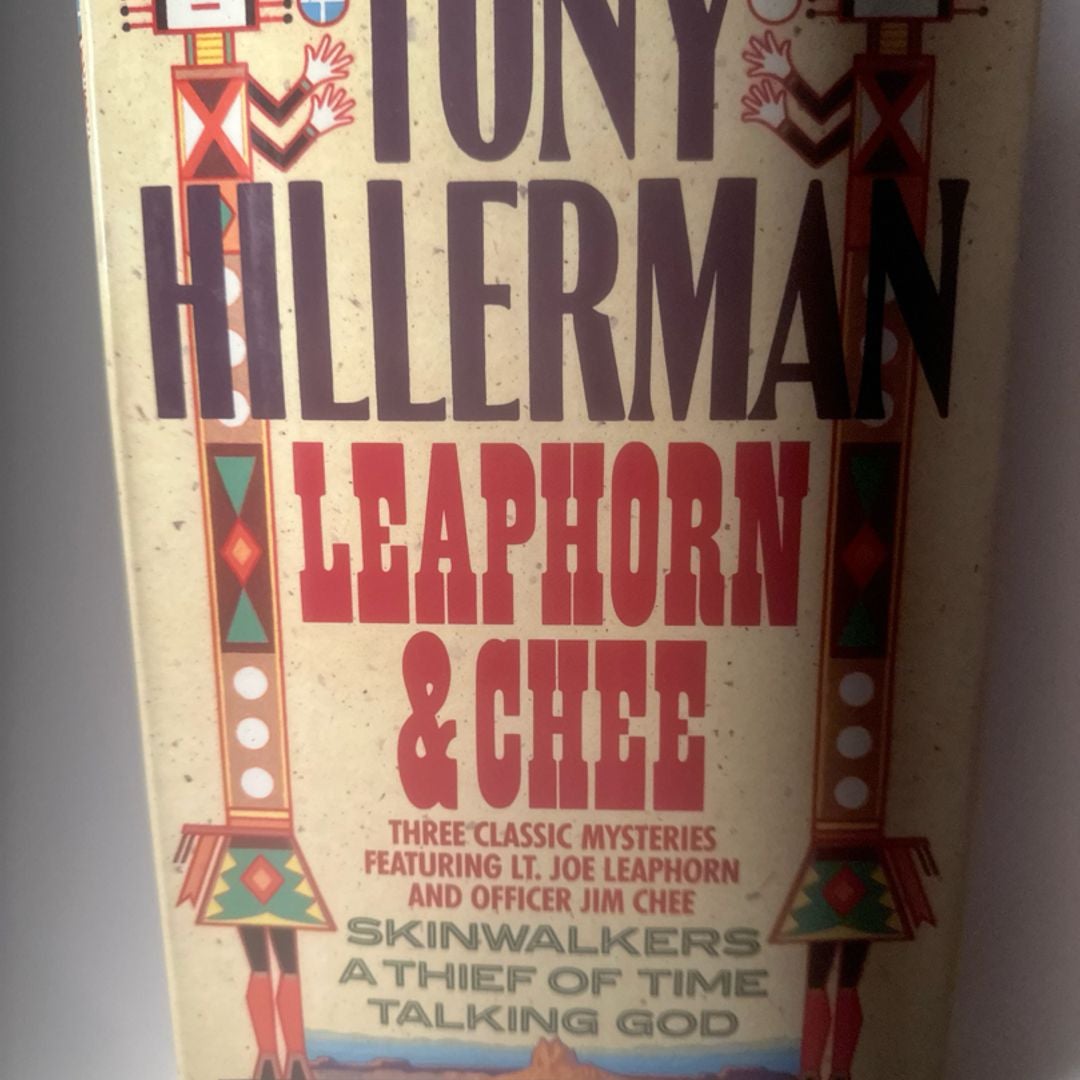 TONY
HILLERMAN
LEAPHORN
& CHEE
THREE CLASSIC MYSTERIES
FEATURING LT. JOE LEAPHORN
AND OFFICER JIM CHEE
SKINWALKERS
A THIEF OF TIME
TALKING GOD